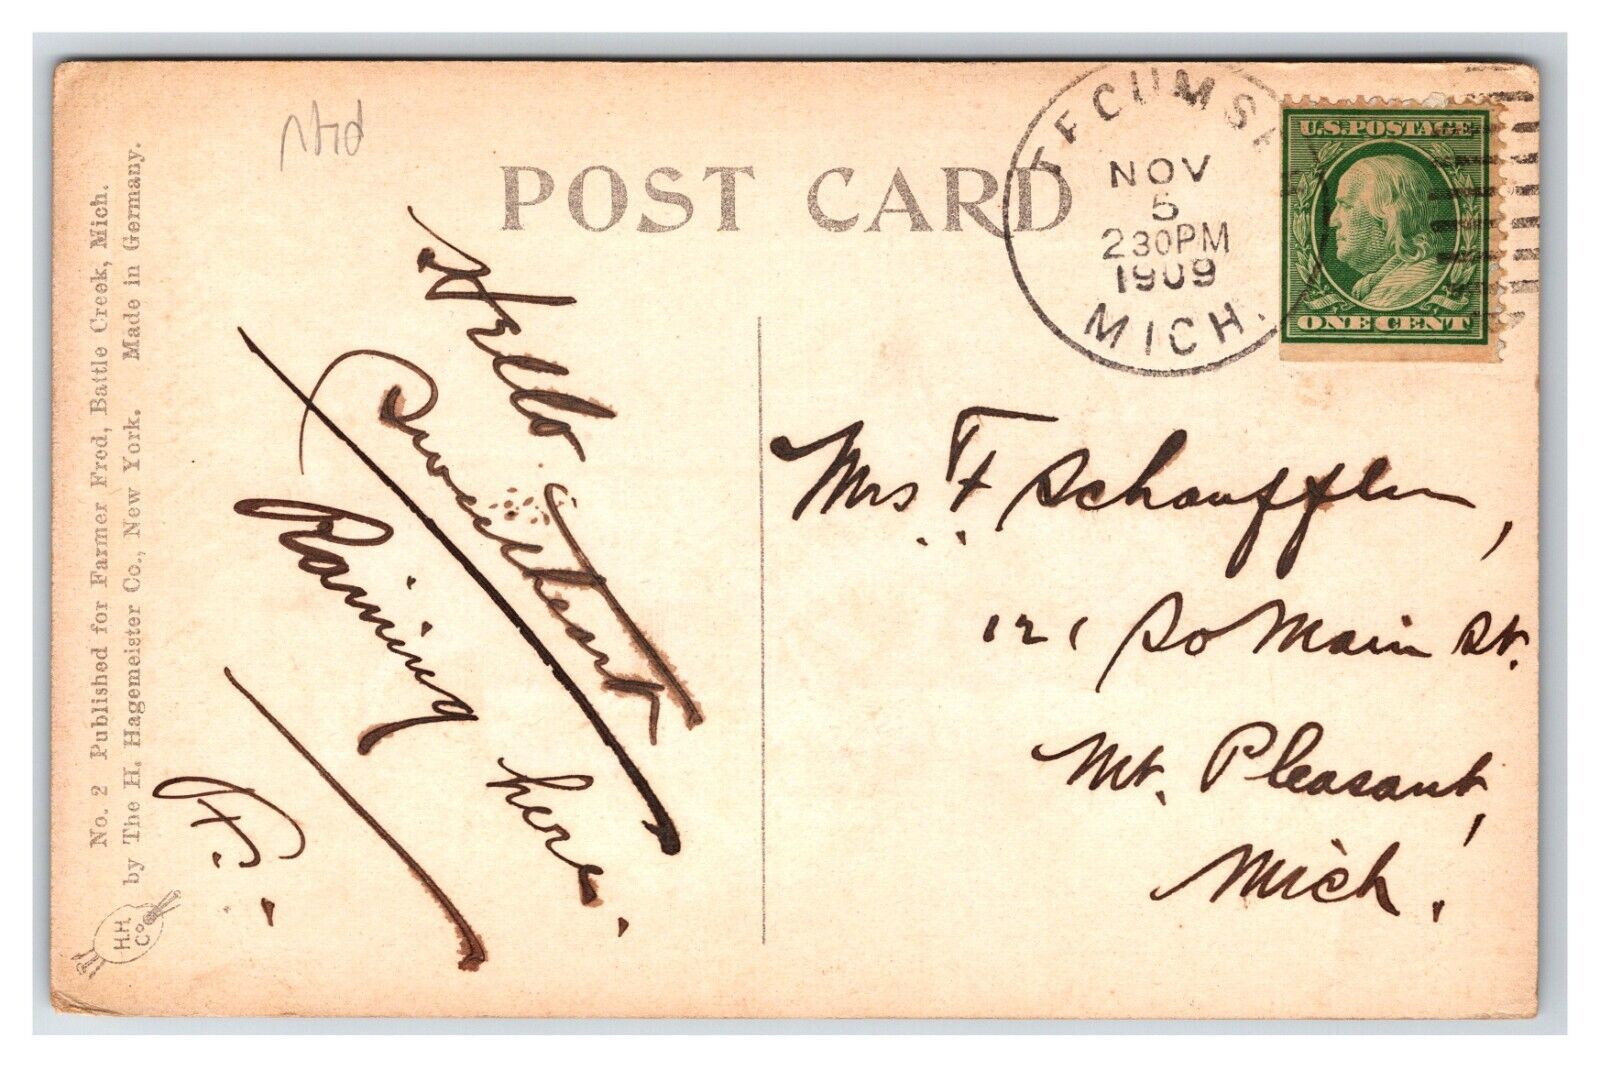 POST CARD
TECUMSEH
NOV
5
230PM
1909
MICH.
U.S. POSTAGE
ONE CENT
Hello
Sweetheart
Raining here.
F.
Mrs F Schauffler,
121 So Main St.
Mt. Pleasant,
Mich.
No. 2 Published for Farmer Fred, Battle Creek, Mich.
by The H. Hagemeister Co., New York. Made in Germany.
H.H.
Co